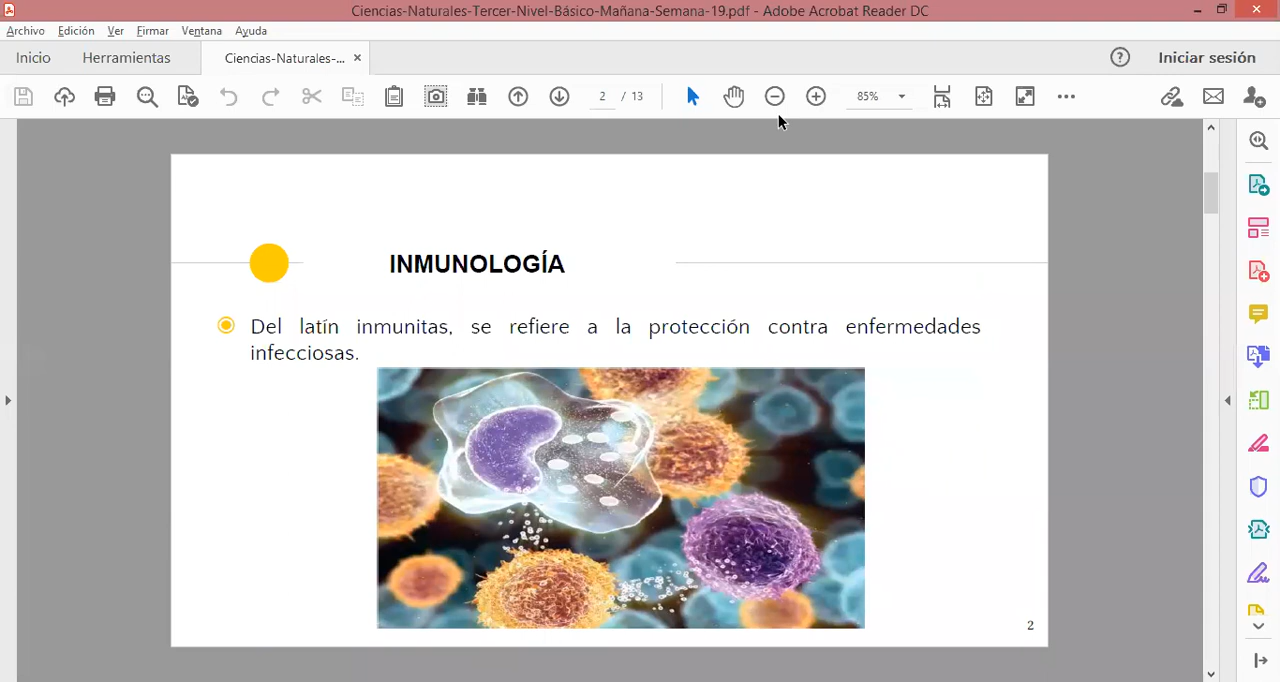 Ciencias-Naturales-Tercer-Nivel-Básico-Mañana-Semana-19.pdf - Adobe Acrobat Reader DC
Archivo Edición Ver Firmar Ventana Ayuda
Inicio Herramientas Ciencias-Naturales-... × Iniciar sesión
2 / 13 85%
INMUNOLOGÍA
Del latín inmunitas, se refiere a la protección contra enfermedades
infecciosas.
2